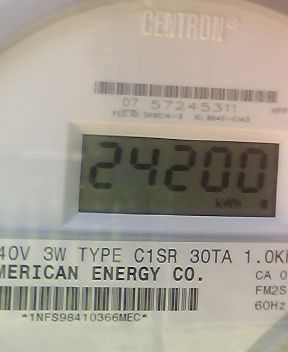 CENTRON®
07 57245311
24200
kWh
40V 3W TYPE C1SR 30TA 1.0K
MERICAN ENERGY CO.
CA 0
FM2S
60Hz
*1NFS98410366MEC*